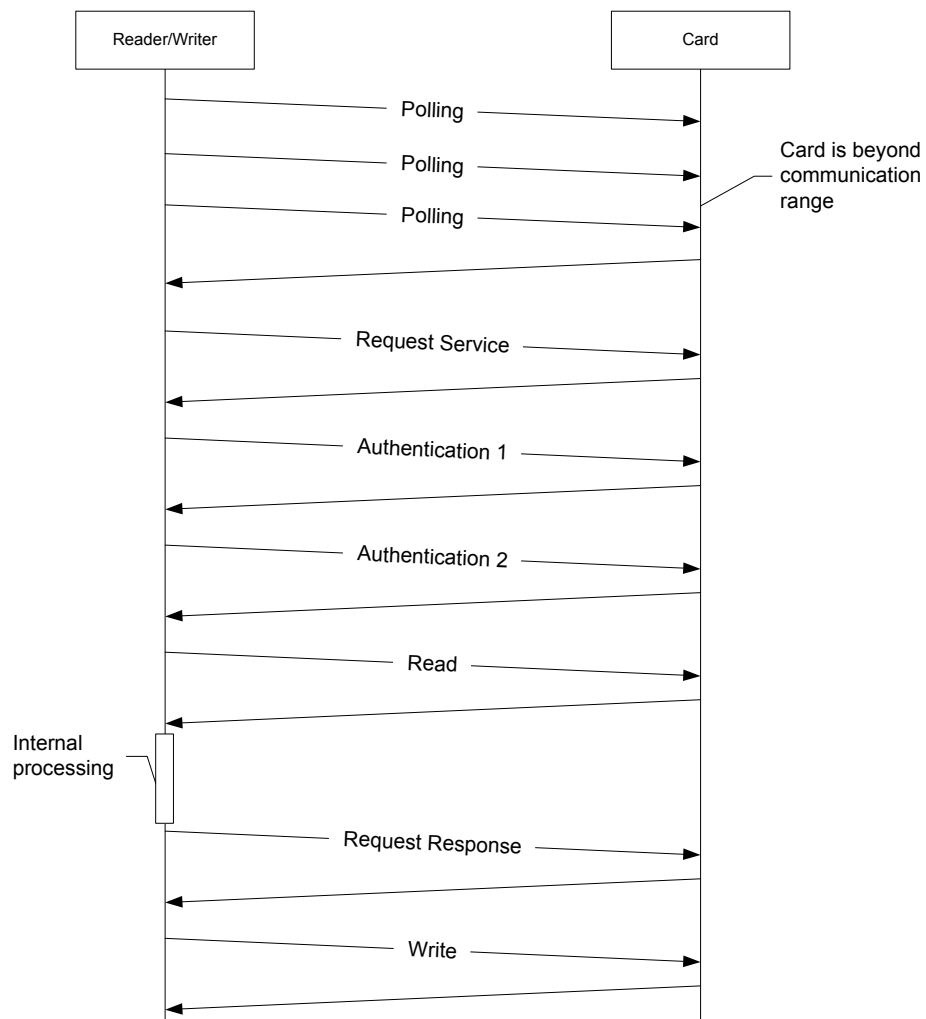 Reader/Writer
Card
Polling
Polling
Card is beyond
communication
range
Polling
Request Service
Authentication 1
Authentication 2
Read
Internal
processing
Request Response
Write